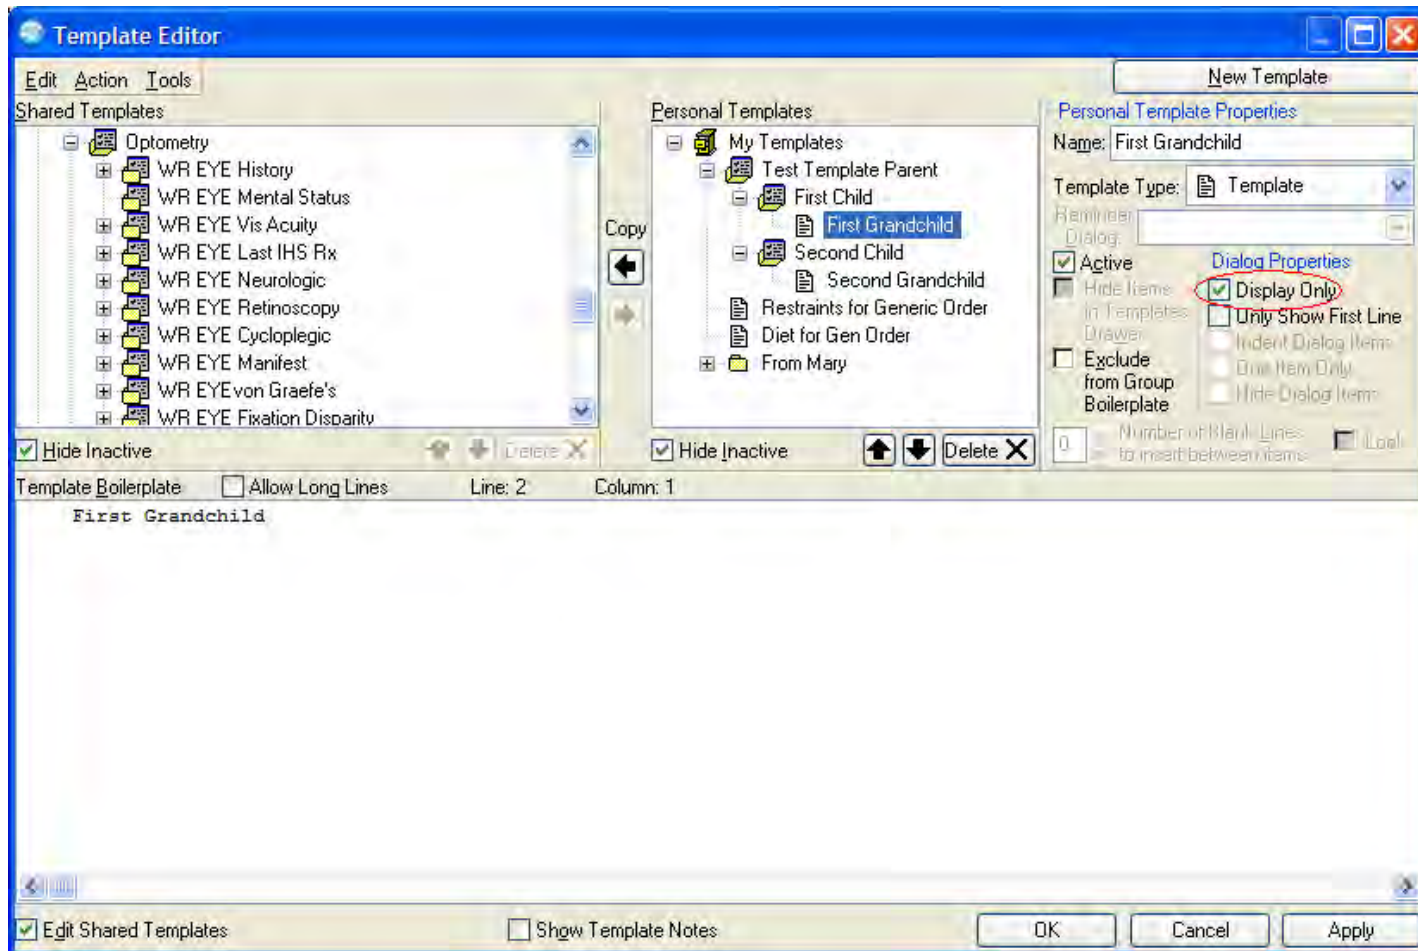 Template Editor
Edit Action Tools
New Template
Shared Templates
Optometry
WR EYE History
WR EYE Mental Status
WR EYE Vis Acuity
WR EYE Last IHS Rx
WR EYE Neurologic
WR EYE Retinoscopy
WR EYE Cycloplegic
WR EYE Manifest
WR EYEvon Graefe's
WR EYE Fixation Disparity
Hide Inactive
Delete
Copy
Personal Templates
My Templates
Test Template Parent
First Child
First Grandchild
Second Child
Second Grandchild
Restraints for Generic Order
Diet for Gen Order
From Mary
Hide Inactive
Delete
Personal Template Properties
Name: First Grandchild
Template Type: Template
Reminder
Dialog:
Active
Hide Items
in Templates
Drawer
Exclude
from Group
Boilerplate
Dialog Properties
Display Only
Only Show First Line
Indent Dialog Items
One Item Only
Hide Dialog Items
0 Number of Blank Lines
to insert between items
Lock
Template Boilerplate Allow Long Lines Line: 2 Column: 1
First Grandchild
Edit Shared Templates Show Template Notes OK Cancel Apply